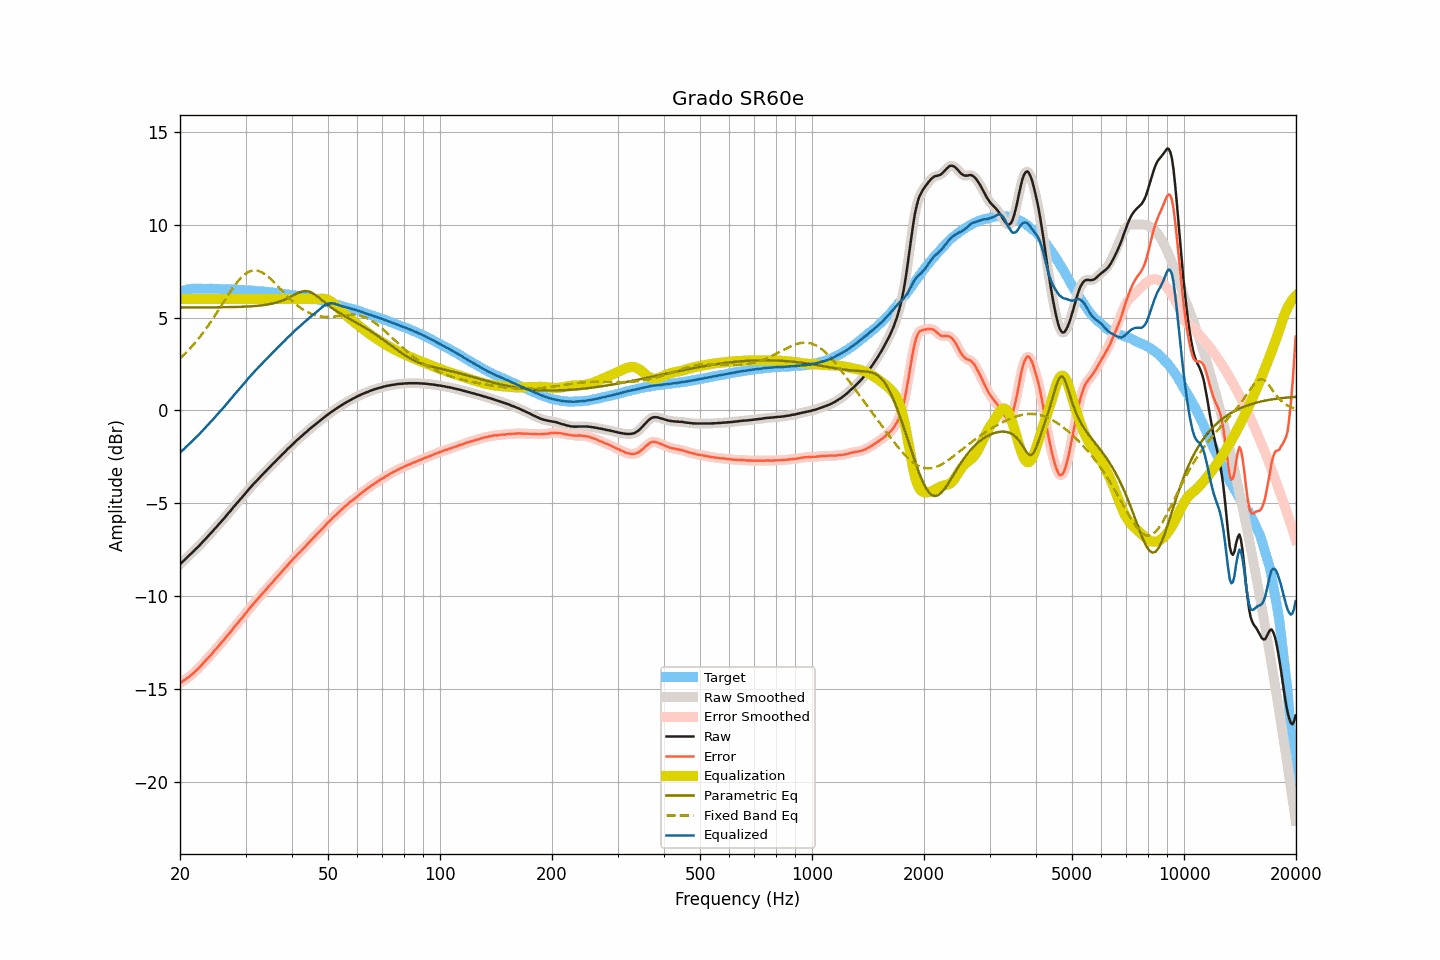 Grado SR60e
15
10
5
0
−5
−10
−15
−20
Amplitude (dBr)
Target
Raw Smoothed
Error Smoothed
Raw
Error
Equalization
Parametric Eq
Fixed Band Eq
Equalized
20 50 100 200 500 1000 2000 5000 10000 20000
Frequency (Hz)